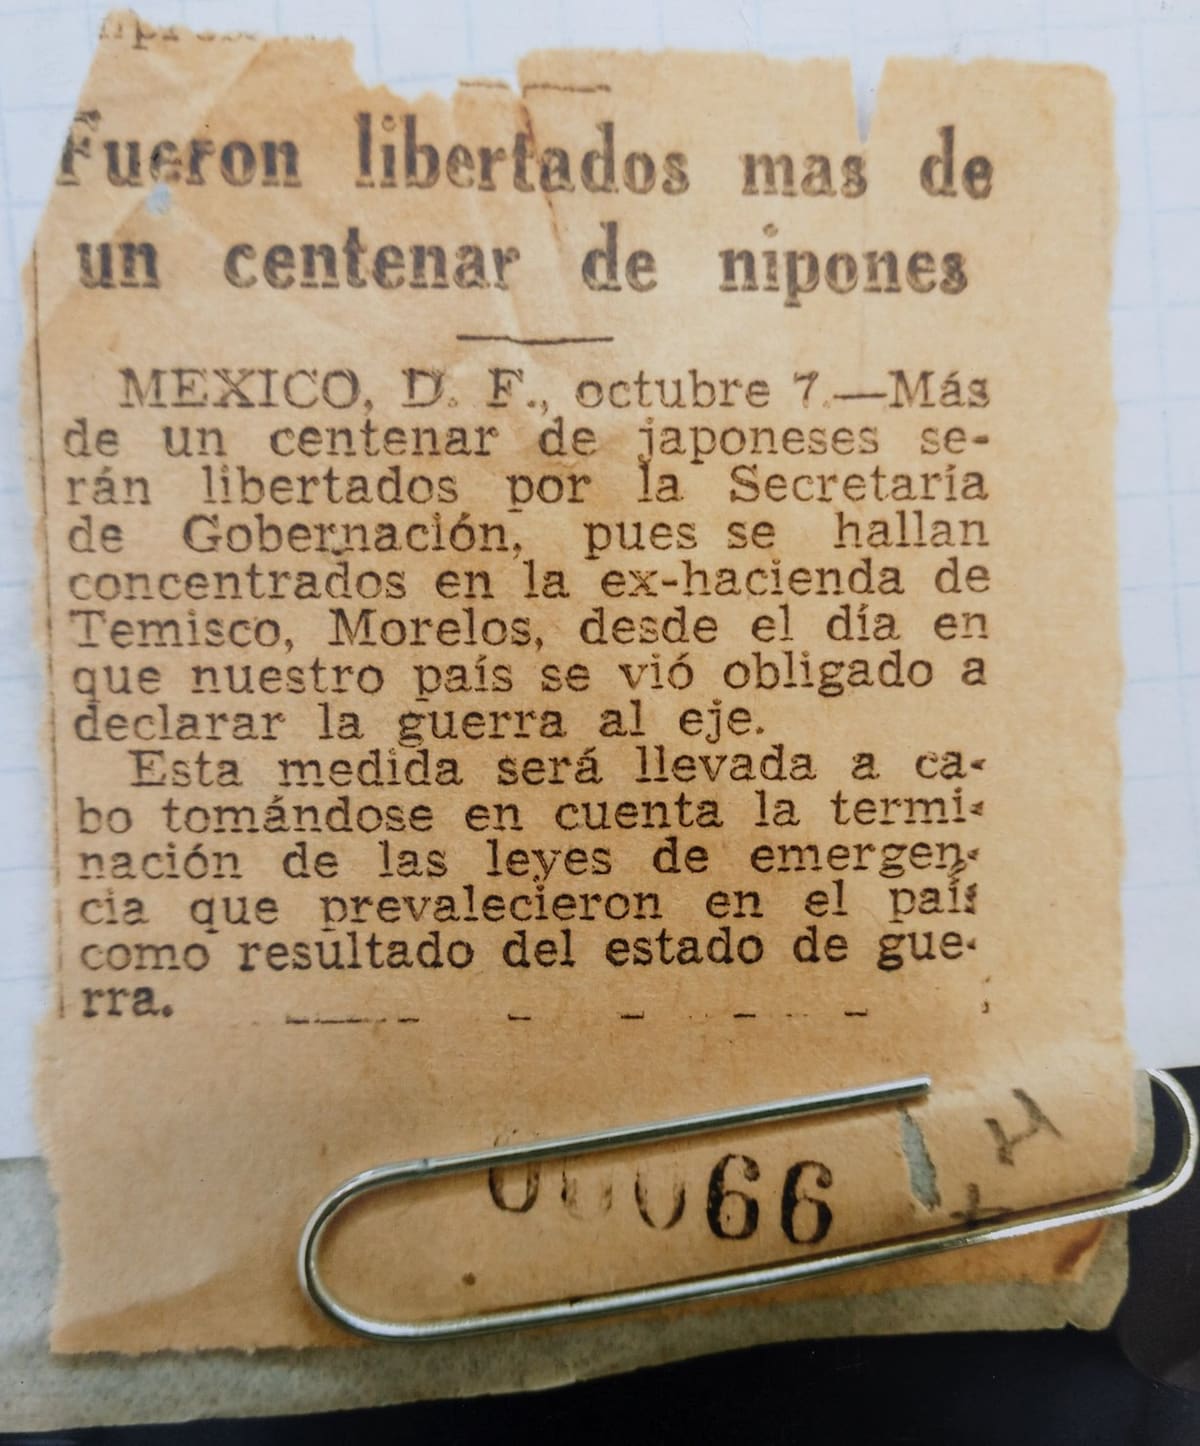 Fueron libertados mas de
un centenar de nipones
MEXICO, D. F., octubre 7.—Más
de un centenar de japoneses se-
rán libertados por la Secretaría
de Gobernación, pues se hallan
concentrados en la ex-hacienda de
Temisco, Morelos, desde el día en
que nuestro país se vió obligado a
declarar la guerra al eje.
Esta medida será llevada a ca-
bo tomándose en cuenta la termi-
nación de las leyes de emergen-
cia que prevalecieron en el país
como resultado del estado de gue-
rra.
00066